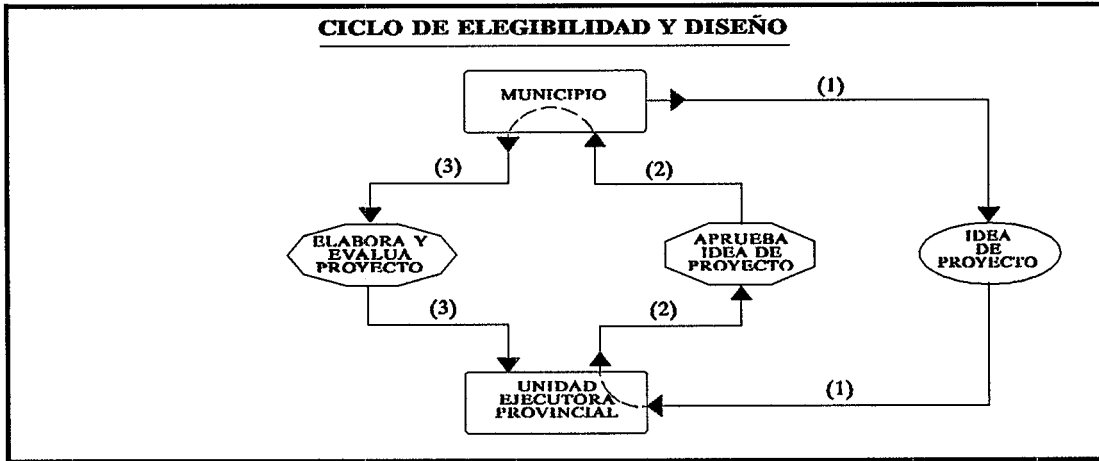 CICLO DE ELEGIBILIDAD Y DISEÑO
MUNICIPIO
(1)
(3)
(2)
ELABORA Y
EVALUA
PROYECTO
APRUEBA
IDEA DE
PROYECTO
IDEA
DE
PROYECTO
(3)
(2)
UNIDAD
EJECUTORA
PROVINCIAL
(1)